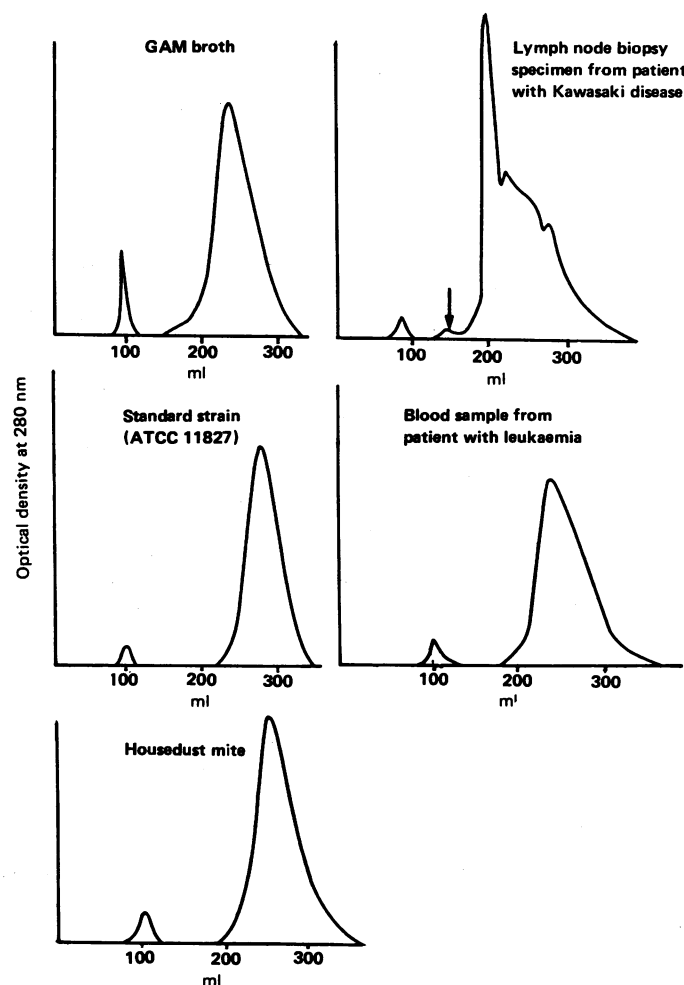 GAM broth
Lymph node biopsy
specimen from patient
with Kawasaki disease
100 200 300
ml
100 200 300
ml
Optical density at 280 nm
Standard strain
(ATCC 11827)
Blood sample from
patient with leukaemia
100 200 300
ml
100 200 300
m'
Housedust mite
100 200 300
ml